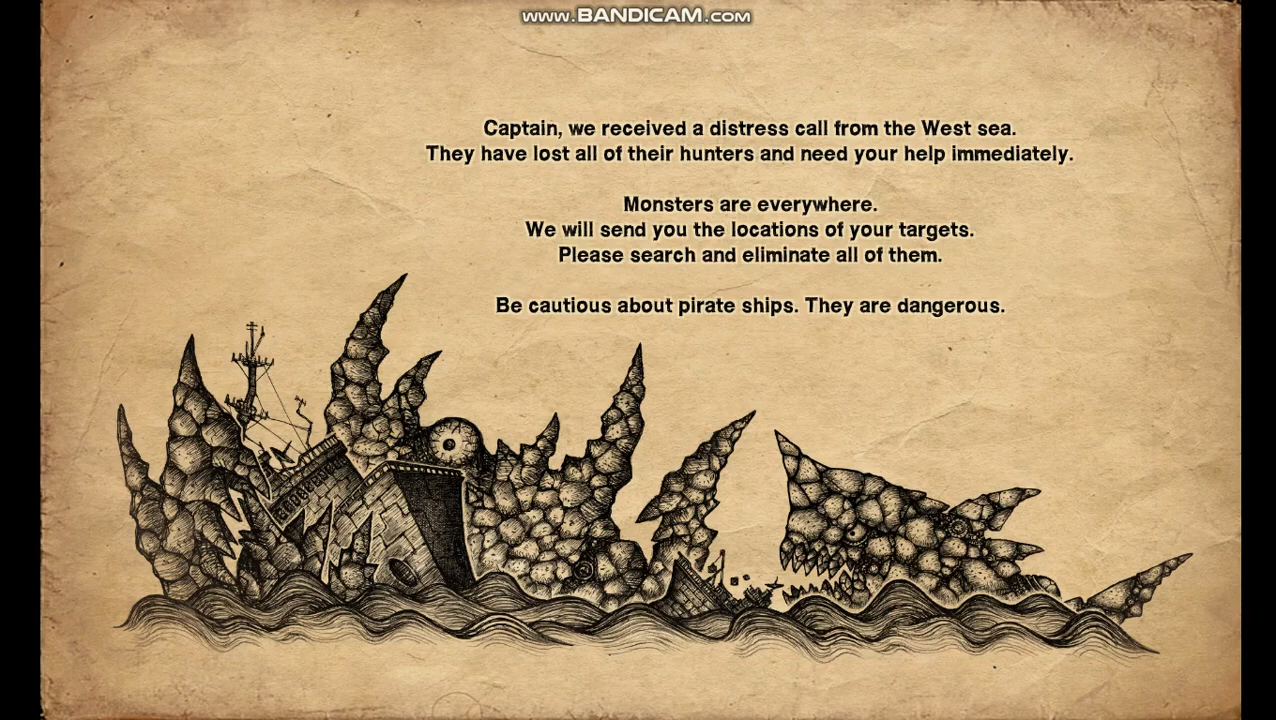 www.BANDICAM.com
Captain, we received a distress call from the West sea.
They have lost all of their hunters and need your help immediately.
Monsters are everywhere.
We will send you the locations of your targets.
Please search and eliminate all of them.
Be cautious about pirate ships. They are dangerous.